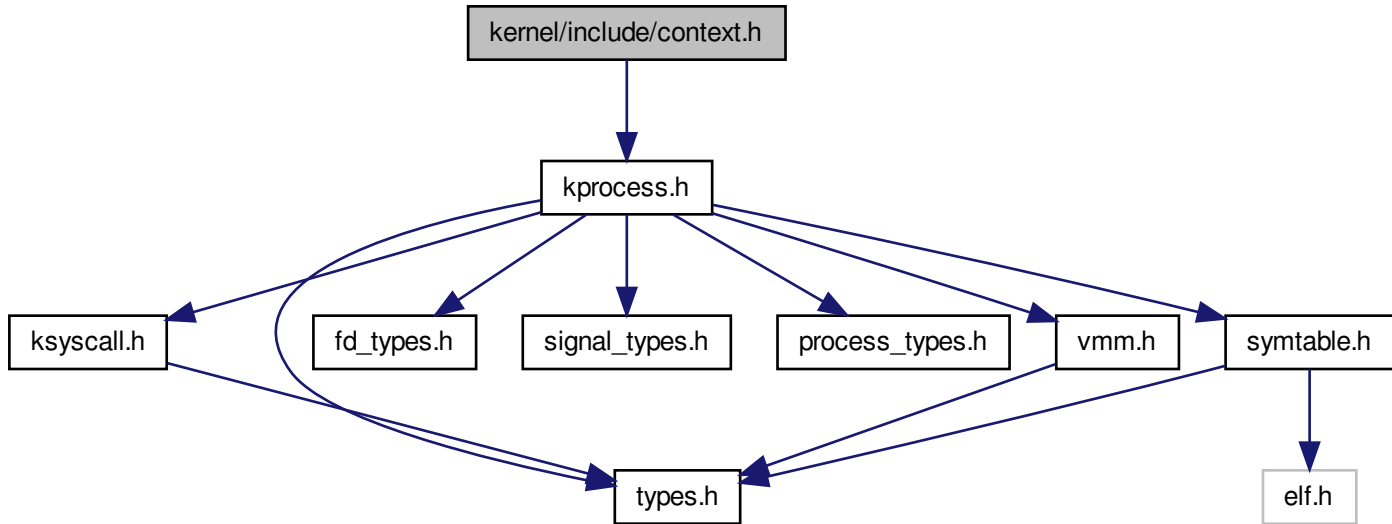 kernel/include/context.h
kprocess.h
ksyscall.h
fd_types.h
signal_types.h
process_types.h
vmm.h
symtable.h
types.h
elf.h